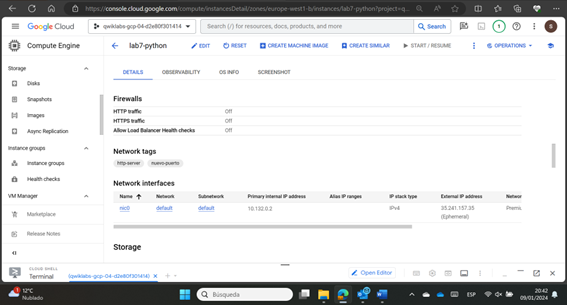 https://console.cloud.google.com/compute/instancesDetail/zones/europe-west1-b/instances/lab7-python?project=q...
Google Cloud
qwiklabs-gcp-04-d2e80f301414
Search (/) for resources, docs, products, and more
Search
1
S
Compute Engine
lab7-python
EDIT
RESET
CREATE MACHINE IMAGE
CREATE SIMILAR
START / RESUME
OPERATIONS
Storage
Disks
Snapshots
Images
Async Replication
Instance groups
Instance groups
Health checks
VM Manager
Marketplace
Release Notes
DETAILS
OBSERVABILITY
OS INFO
SCREENSHOT
Firewalls
HTTP traffic Off
HTTPS traffic Off
Allow Load Balancer Health checks Off
Network tags
http-server nuevo-puerto
Network interfaces
Name Network Subnetwork Primary internal IP address Alias IP ranges IP stack type External IP address Networ
nic0 default default 10.132.0.2 IPv4 35.241.157.35 Premiu
(Ephemeral)
Storage
CLOUD SHELL
Terminal
(qwiklabs-gcp-04-d2e80f301414)
Open Editor
12°C
Nublado
Búsqueda
ESP
20:42
09/01/2024